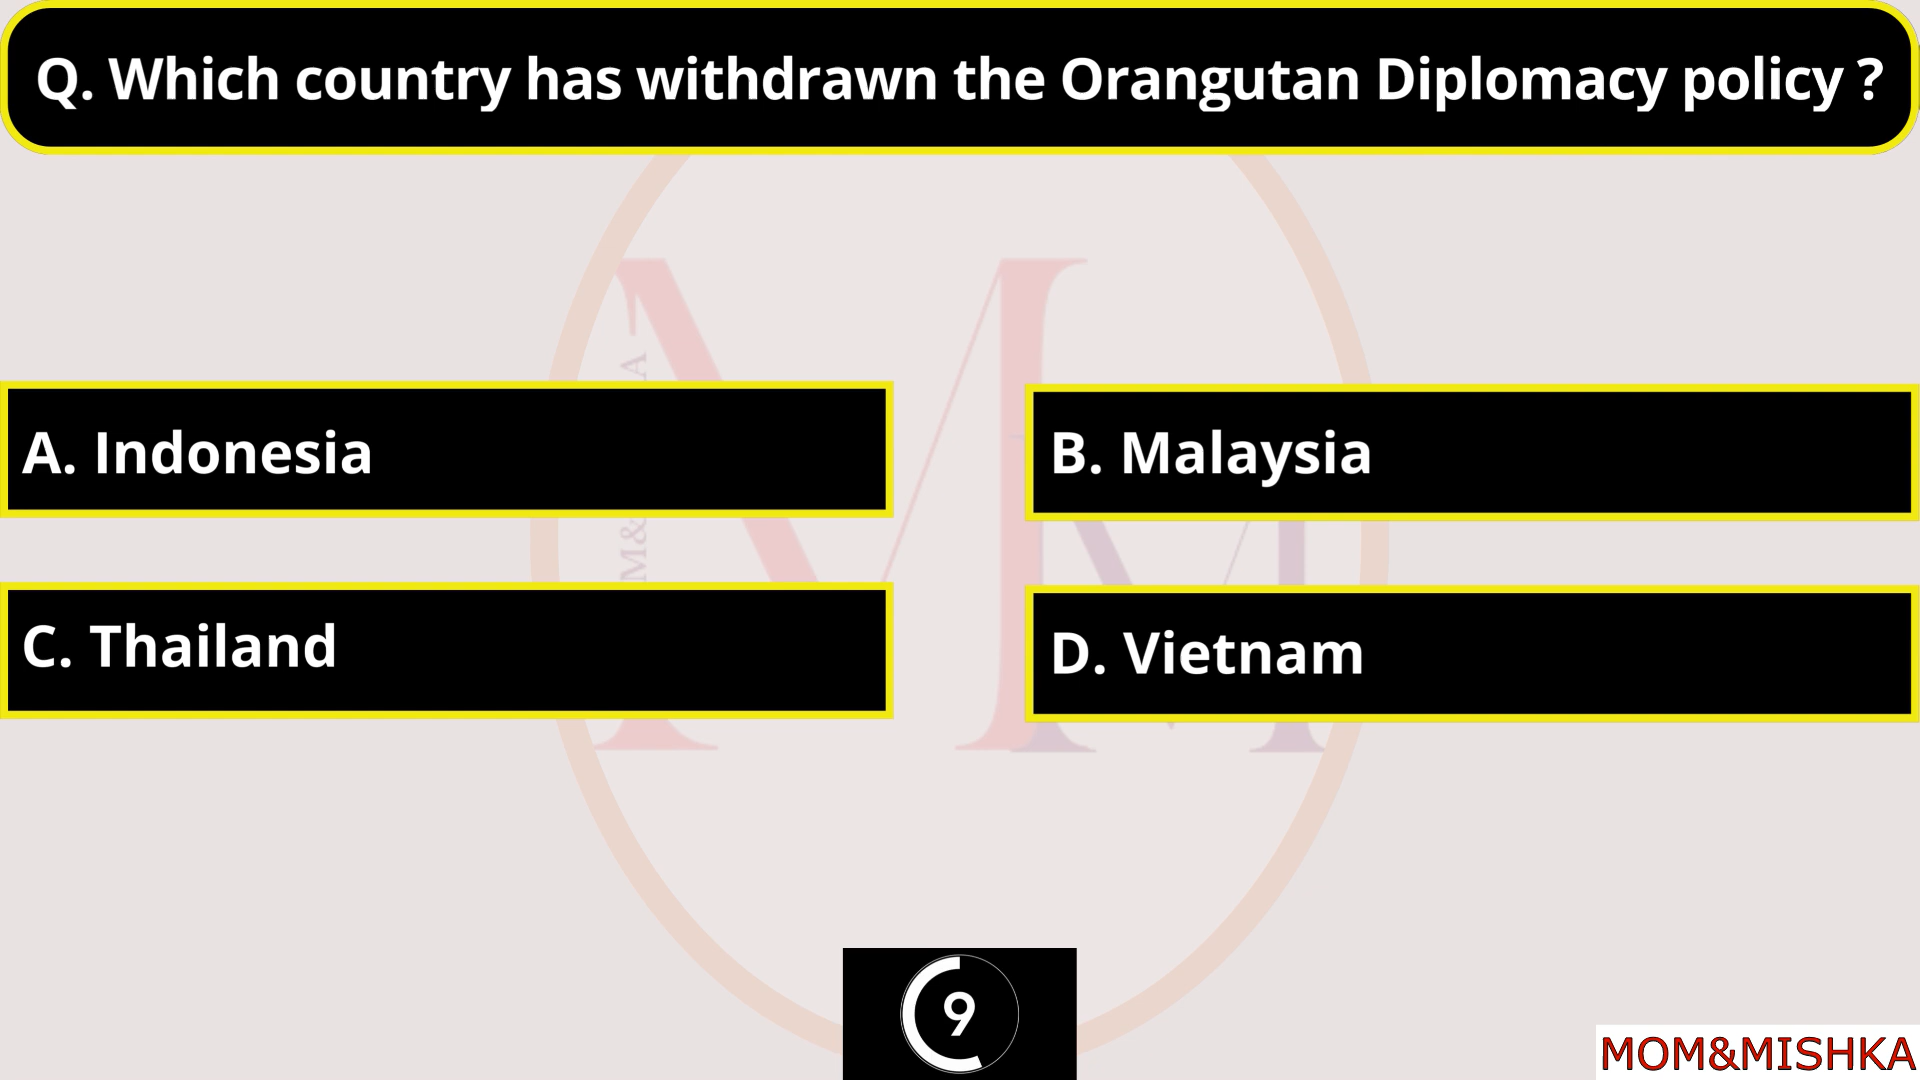 Q. Which country has withdrawn the Orangutan Diplomacy policy ?
A. Indonesia
B. Malaysia
C. Thailand
D. Vietnam
M&
A
9
MOM&MISHKA